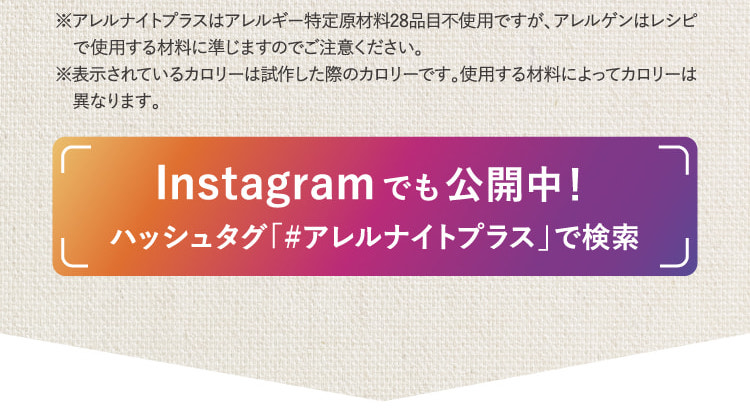 ※アレルナイトプラスはアレルギー特定原材料28品目不使用ですが、アレルゲンはレシピ
で使用する材料に準じますのでご注意ください。
※表示されているカロリーは試作した際のカロリーです。使用する材料によってカロリーは
異なります。
Instagramでも公開中！
ハッシュタグ「#アレルナイトプラス」で検索